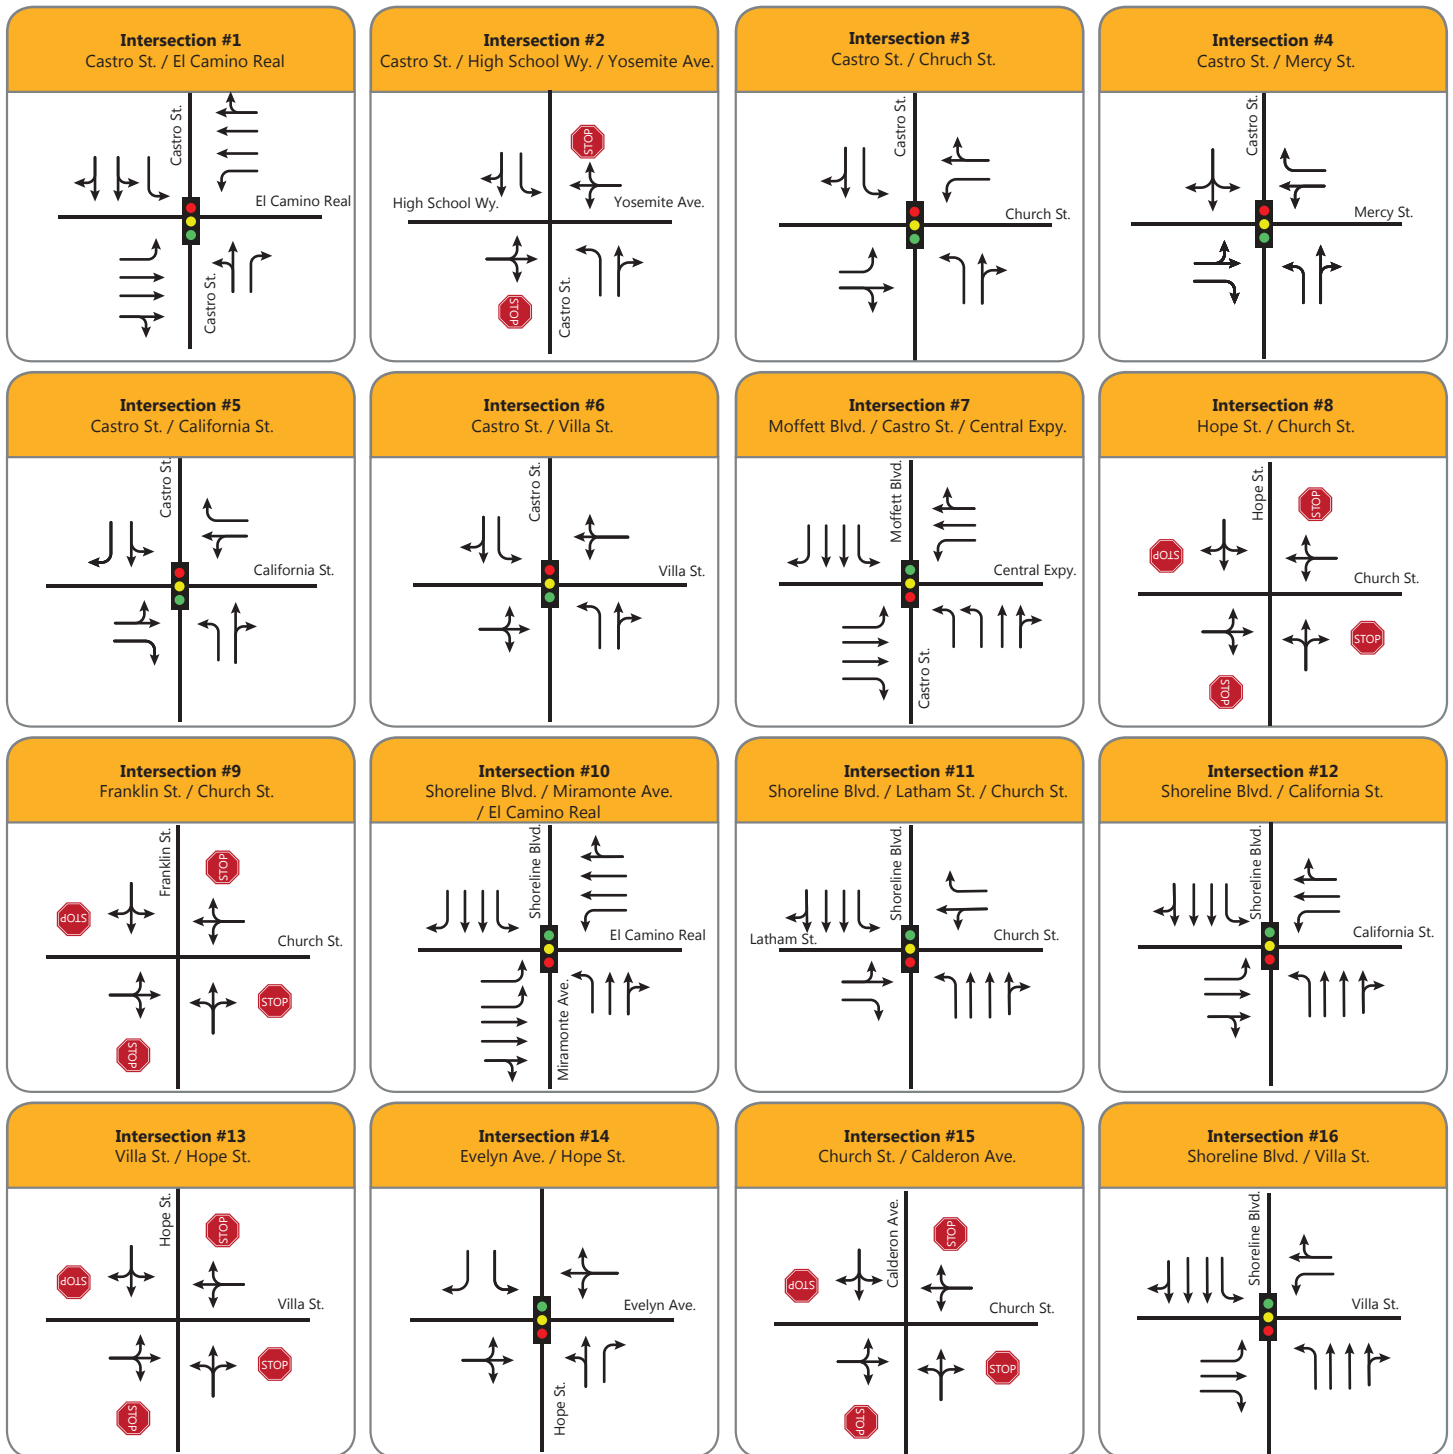 Intersection #1
Castro St. / El Camino Real
Castro St.
El Camino Real
Castro St.
Intersection #2
Castro St. / High School Wy. / Yosemite Ave.
STOP
High School Wy.
Yosemite Ave.
STOP
Castro St.
Intersection #3
Castro St. / Chruch St.
Castro St.
Church St.
Intersection #4
Castro St. / Mercy St.
Castro St.
Mercy St.
Intersection #5
Castro St. / California St.
Castro St.
California St.
Intersection #6
Castro St. / Villa St.
Castro St.
Villa St.
Intersection #7
Moffett Blvd. / Castro St. / Central Expy.
Moffett Blvd.
Central Expy.
Castro St.
Intersection #8
Hope St. / Church St.
Hope St.
STOP
STOP
Church St.
STOP
STOP
Intersection #9
Franklin St. / Church St.
Franklin St.
STOP
STOP
Church St.
STOP
STOP
Intersection #10
Shoreline Blvd. / Miramonte Ave.
/ El Camino Real
Shoreline Blvd.
El Camino Real
Miramonte Ave.
Intersection #11
Shoreline Blvd. / Latham St. / Church St.
Shoreline Blvd.
Latham St.
Church St.
Intersection #12
Shoreline Blvd. / California St.
Shoreline Blvd.
California St.
Intersection #13
Villa St. / Hope St.
Hope St.
STOP
STOP
Villa St.
STOP
STOP
Intersection #14
Evelyn Ave. / Hope St.
Evelyn Ave.
Hope St.
Intersection #15
Church St. / Calderon Ave.
Calderon Ave.
STOP
STOP
Church St.
STOP
STOP
Intersection #16
Shoreline Blvd. / Villa St.
Shoreline Blvd.
Villa St.